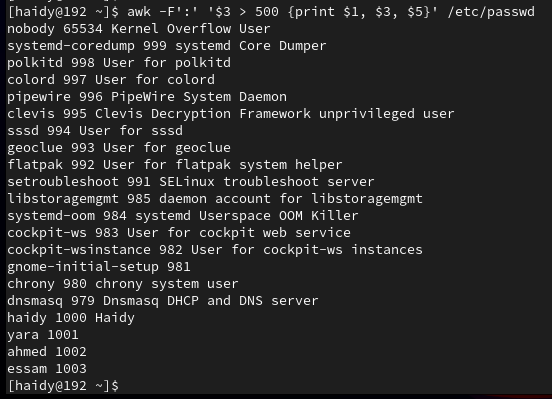 [haidy@192 ~]$ awk -F':' '$3 > 500 {print $1, $3, $5}' /etc/passwd
nobody 65534 Kernel Overflow User
systemd-coredump 999 systemd Core Dumper
polkitd 998 User for polkitd
colord 997 User for colord
pipewire 996 PipeWire System Daemon
clevis 995 Clevis Decryption Framework unprivileged user
sssd 994 User for sssd
geoclue 993 User for geoclue
flatpak 992 User for flatpak system helper
setroubleshoot 991 SELinux troubleshoot server
libstoragemgmt 985 daemon account for libstoragemgmt
systemd-oom 984 systemd Userspace OOM Killer
cockpit-ws 983 User for cockpit web service
cockpit-wsinstance 982 User for cockpit-ws instances
gnome-initial-setup 981
chrony 980 chrony system user
dnsmasq 979 Dnsmasq DHCP and DNS server
haidy 1000 Haidy
yara 1001
ahmed 1002
essam 1003
[haidy@192 ~]$